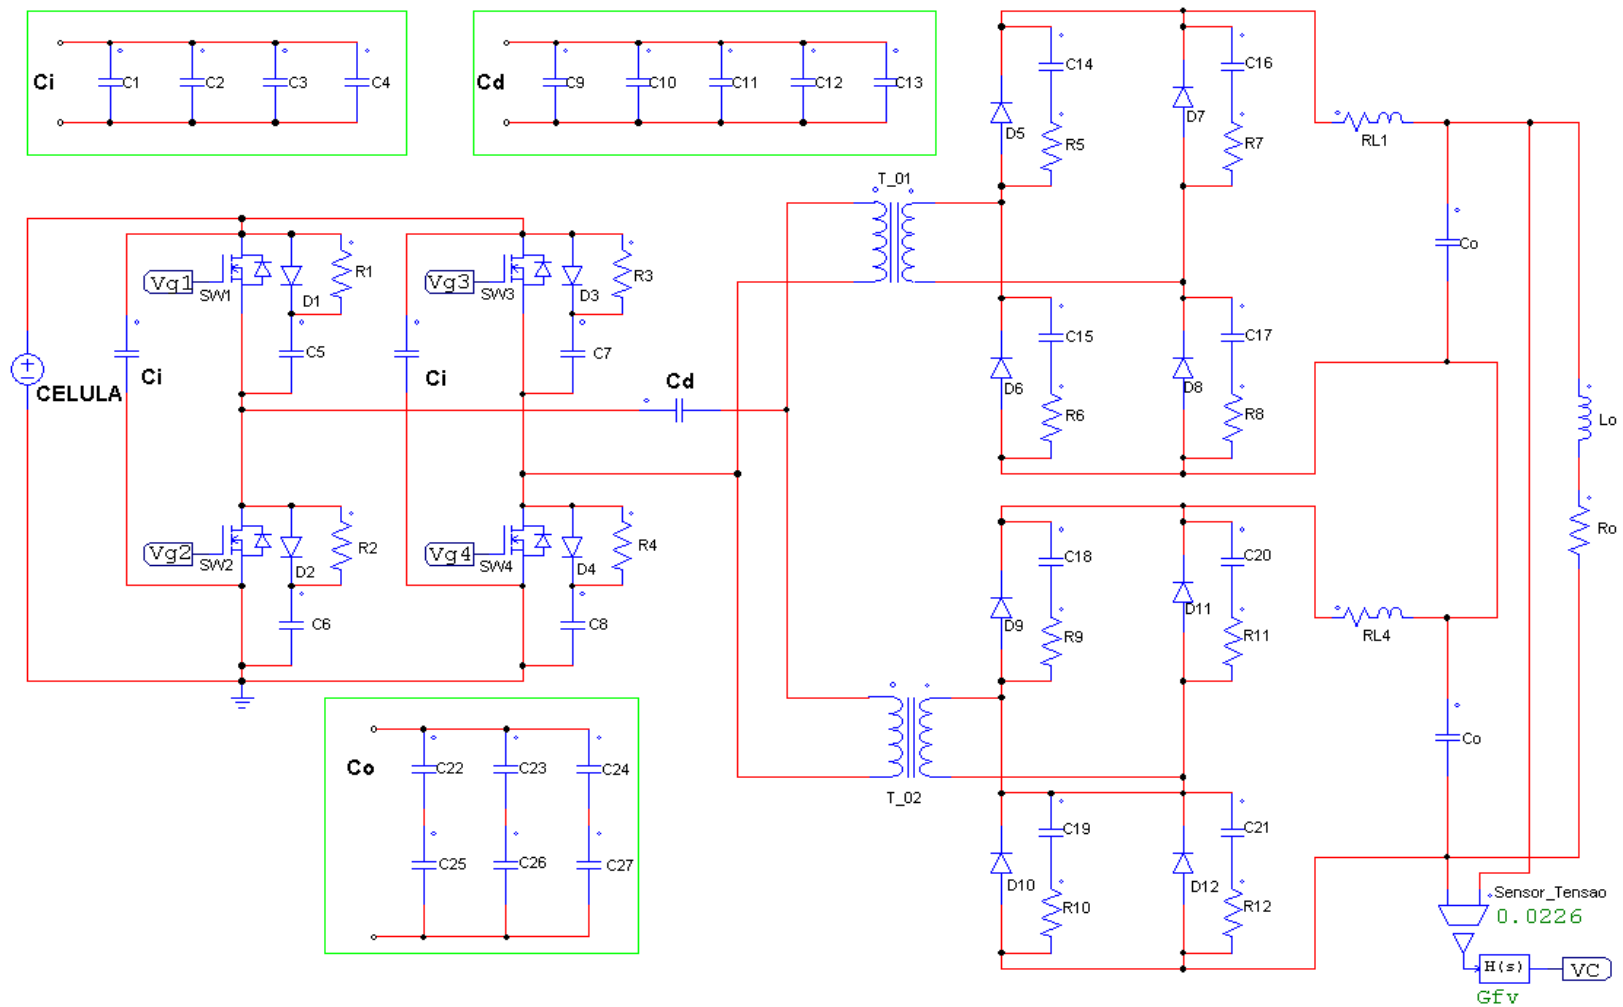 Ci
C1
C2
C3
C4
Cd
C9
C10
C11
C12
C13
C14
C16
D5
R5
D7
R7
RL1
T_01
C15
C17
D6
R6
D8
R8
Co
Lo
Ro
CELULA
Vg1
SW1
D1
R1
C5
Ci
Vg3
SW3
D3
R3
C7
Ci
Cd
Vg2
SW2
D2
R2
C6
Vg4
SW4
D4
R4
C8
C18
C20
D9
R9
D11
R11
RL4
T_02
C19
C21
D10
R10
D12
R12
Co
Co
C22
C23
C24
C25
C26
C27
Sensor_Tensao
0.0226
H(s)
VC
Gfv